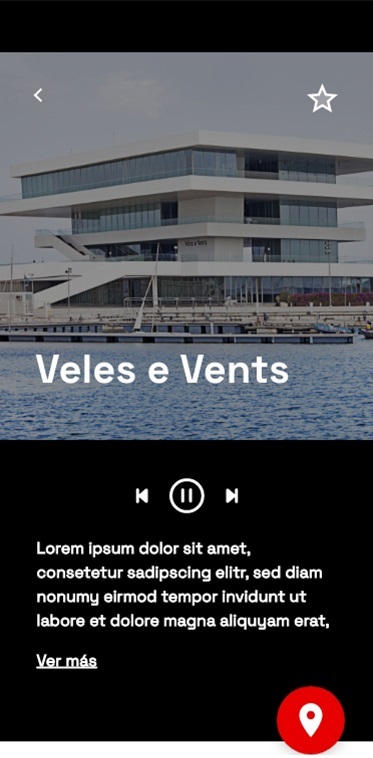 Veles e Vents
Lorem ipsum dolor sit amet,
consetetur sadipscing elitr, sed diam
nonumy eirmod tempor invidunt ut
labore et dolore magna aliquyam erat,
Ver más